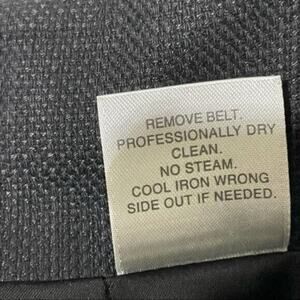 REMOVE BELT.
PROFESSIONALLY DRY
CLEAN.
NO STEAM.
COOL IRON WRONG
SIDE OUT IF NEEDED.